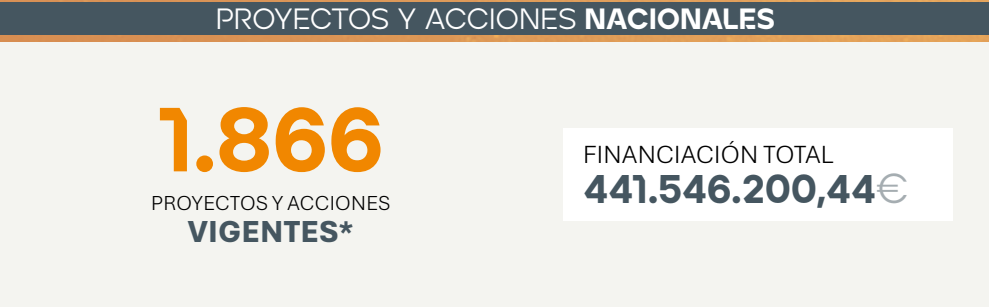 PROYECTOS Y ACCIONES NACIONALES
1.866
PROYECTOS Y ACCIONES
VIGENTES*
FINANCIACIÓN TOTAL
441.546.200,44€